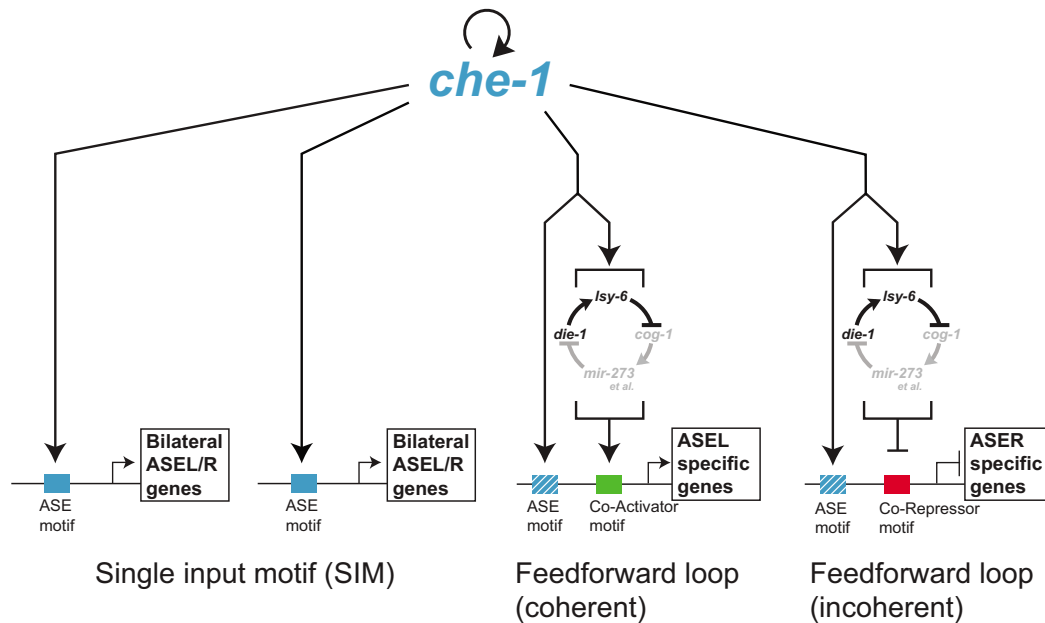 che-1
lsy-6
die-1
cog-1
mir-273
et al.
lsy-6
die-1
cog-1
mir-273
et al.
Bilateral
ASEL/R
genes
ASE
motif
Bilateral
ASEL/R
genes
ASE
motif
ASEL
specific
genes
ASE
motif
Co-Activator
motif
ASER
specific
genes
ASE
motif
Co-Repressor
motif
Single input motif (SIM)
Feedforward loop
(coherent)
Feedforward loop
(incoherent)